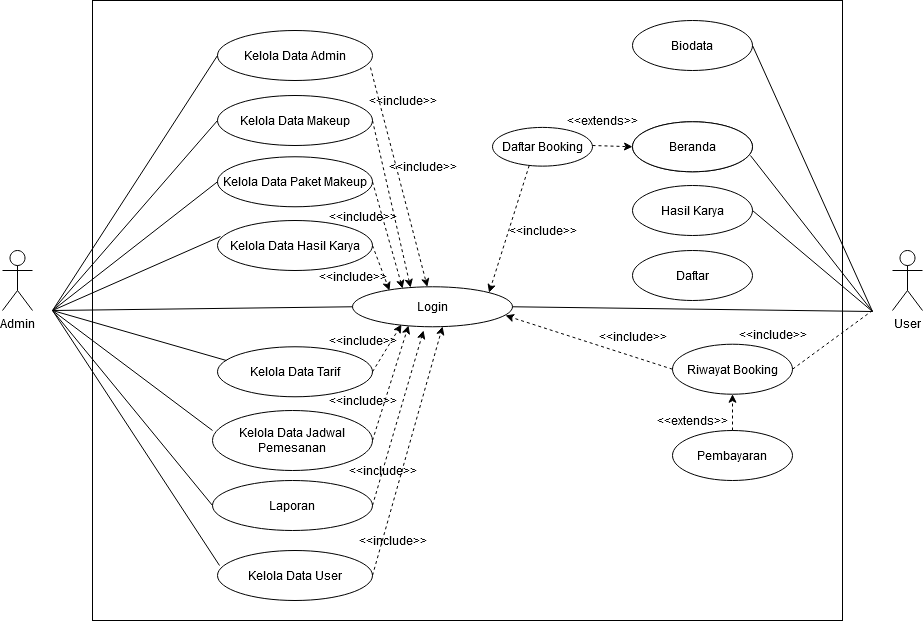 Kelola Data Admin
<<include>>
Kelola Data Makeup
<<include>>
Kelola Data Paket Makeup
<<include>>
Kelola Data Hasil Karya
<<include>>
Admin
Login
Kelola Data Tarif
<<include>>
Kelola Data Jadwal
Pemesanan
<<include>>
Laporan
<<include>>
Kelola Data User
<<include>>
Biodata
<<extends>>
Daftar Booking
Beranda
<<include>>
Hasil Karya
Daftar
User
<<include>>
<<include>>
Riwayat Booking
<<extends>>
Pembayaran